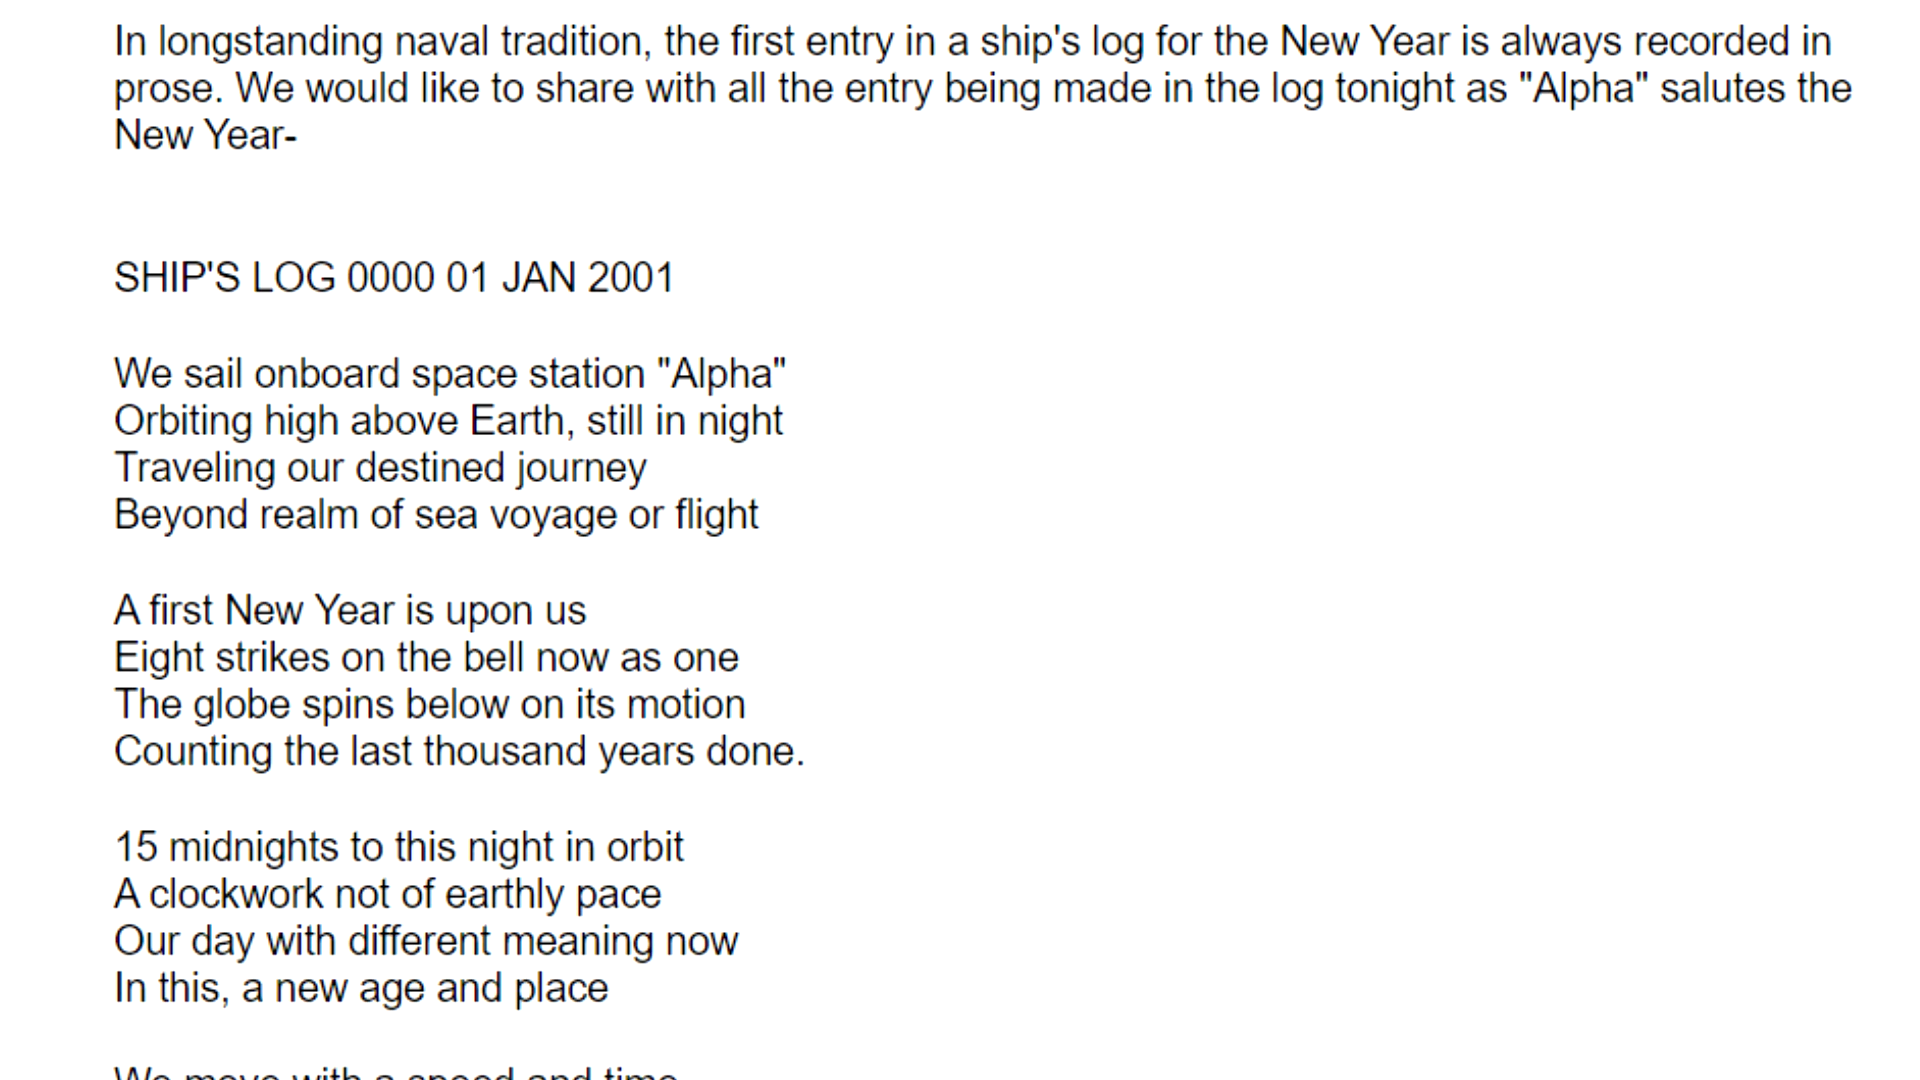 In longstanding naval tradition, the first entry in a ship's log for the New Year is always recorded in
prose. We would like to share with all the entry being made in the log tonight as "Alpha" salutes the
New Year-
SHIP'S LOG 0000 01 JAN 2001
We sail onboard space station "Alpha"
Orbiting high above Earth, still in night
Traveling our destined journey
Beyond realm of sea voyage or flight
A first New Year is upon us
Eight strikes on the bell now as one
The globe spins below on its motion
Counting the last thousand years done.
15 midnights to this night in orbit
A clockwork not of earthly pace
Our day with different meaning now
In this, a new age and place
We move with a speed and time